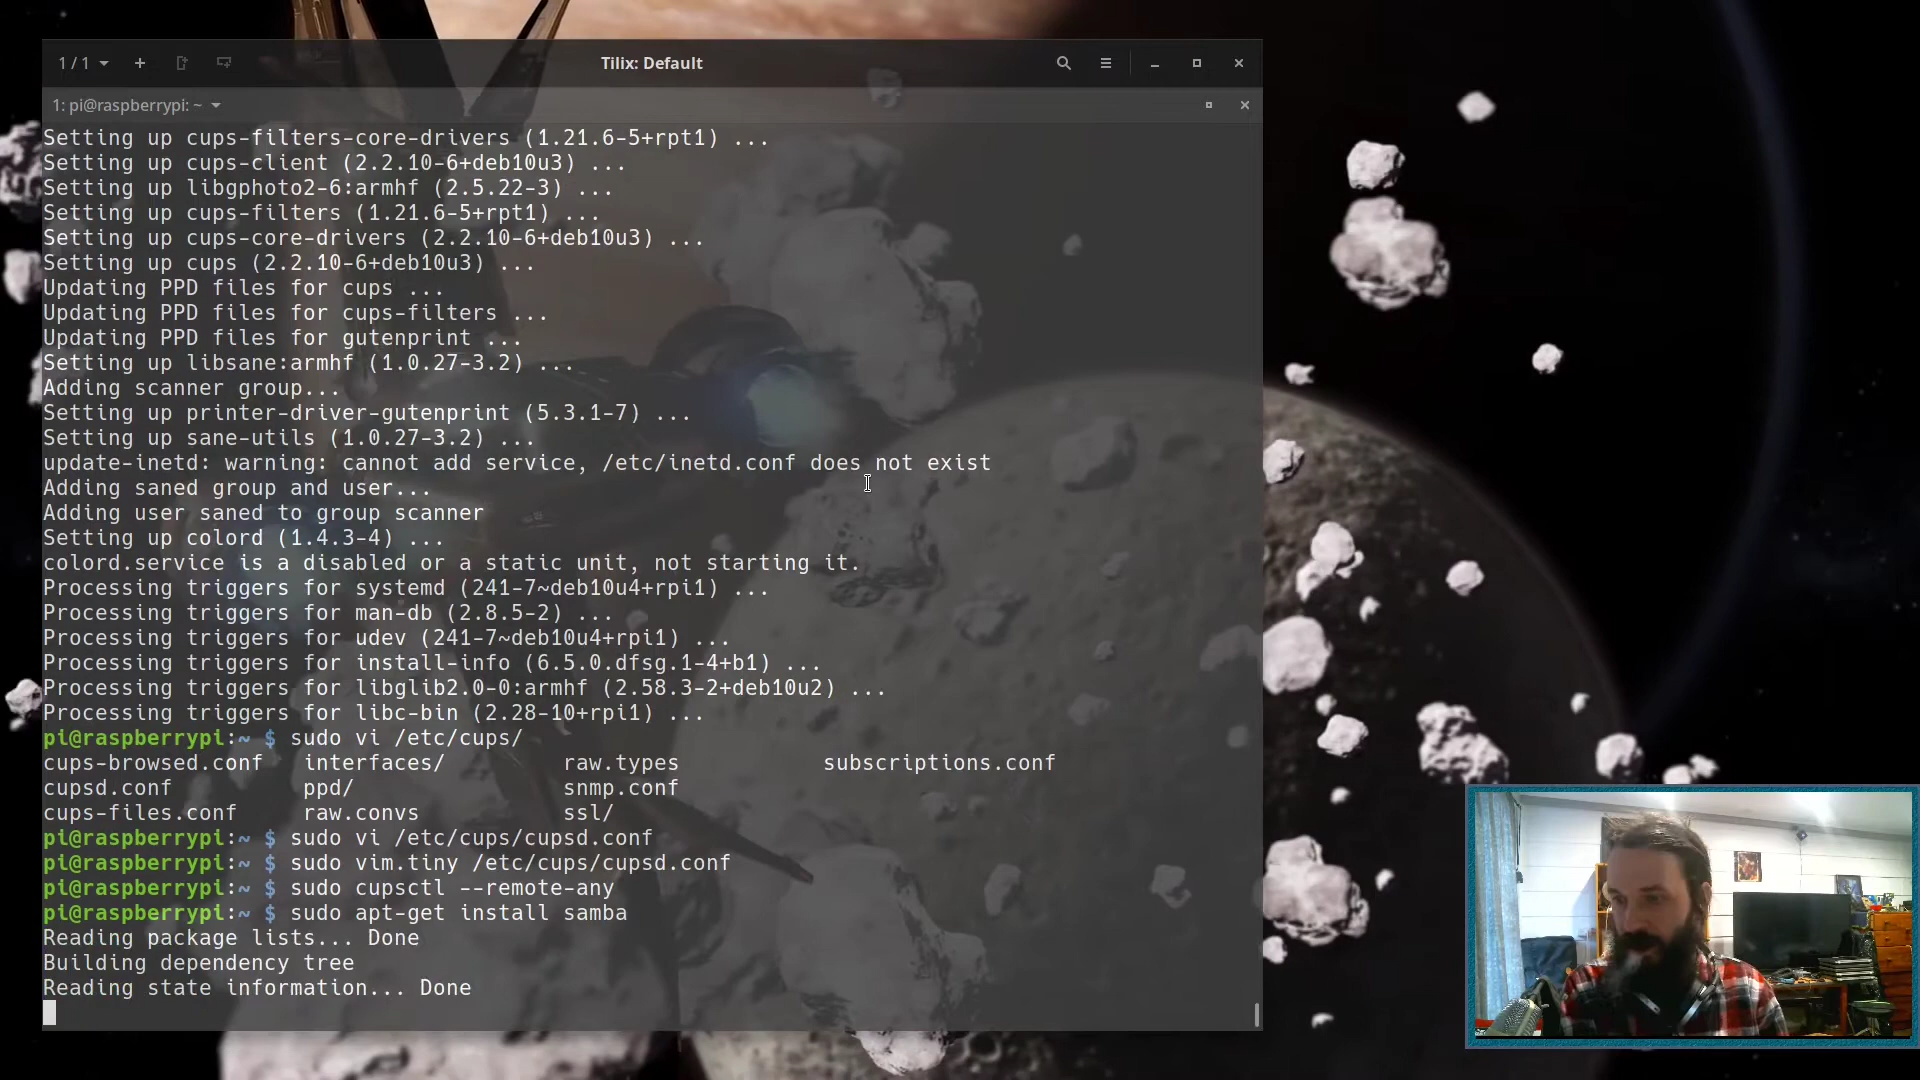 1 / 1
Tilix: Default
1: pi@raspberrypi: ~
Setting up cups-filters-core-drivers (1.21.6-5+rpt1) ...
Setting up cups-client (2.2.10-6+deb10u3) ...
Setting up libgphoto2-6:armhf (2.5.22-3) ...
Setting up cups-filters (1.21.6-5+rpt1) ...
Setting up cups-core-drivers (2.2.10-6+deb10u3) ...
Setting up cups (2.2.10-6+deb10u3) ...
Updating PPD files for cups ...
Updating PPD files for cups-filters ...
Updating PPD files for gutenprint ...
Setting up libsane:armhf (1.0.27-3.2) ...
Adding scanner group...
Setting up printer-driver-gutenprint (5.3.1-7) ...
Setting up sane-utils (1.0.27-3.2) ...
update-inetd: warning: cannot add service, /etc/inetd.conf does not exist
Adding saned group and user...
Adding user saned to group scanner
Setting up colord (1.4.3-4) ...
colord.service is a disabled or a static unit, not starting it.
Processing triggers for systemd (241-7~deb10u4+rpi1) ...
Processing triggers for man-db (2.8.5-2) ...
Processing triggers for udev (241-7~deb10u4+rpi1) ...
Processing triggers for install-info (6.5.0.dfsg.1-4+b1) ...
Processing triggers for libglib2.0-0:armhf (2.58.3-2+deb10u2) ...
Processing triggers for libc-bin (2.28-10+rpi1) ...
pi@raspberrypi:~ $ sudo vi /etc/cups/
cups-browsed.conf interfaces/ raw.types subscriptions.conf
cupsd.conf ppd/ snmp.conf
cups-files.conf raw.convs ssl/
pi@raspberrypi:~ $ sudo vi /etc/cups/cupsd.conf
pi@raspberrypi:~ $ sudo vim.tiny /etc/cups/cupsd.conf
pi@raspberrypi:~ $ sudo cupsctl --remote-any
pi@raspberrypi:~ $ sudo apt-get install samba
Reading package lists... Done
Building dependency tree
Reading state information... Done